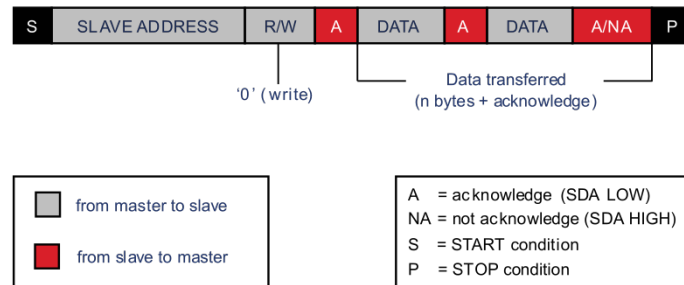 S SLAVE ADDRESS R/W A DATA A DATA A/NA P
'0' (write)
Data transferred
(n bytes + acknowledge)
from master to slave
from slave to master
A = acknowledge (SDA LOW)
NA = not acknowledge (SDA HIGH)
S = START condition
P = STOP condition